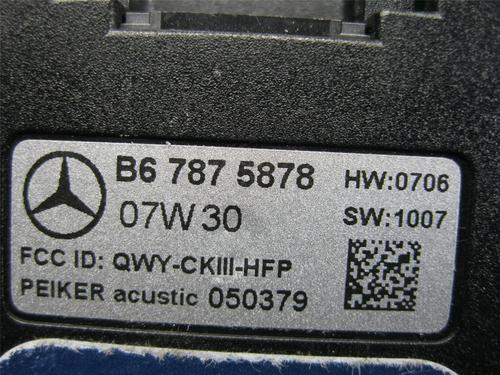 B6 787 5878 HW:0706
07W30 SW:1007
FCC ID: QWY-CKIII-HFP
PEIKER acustic 050379